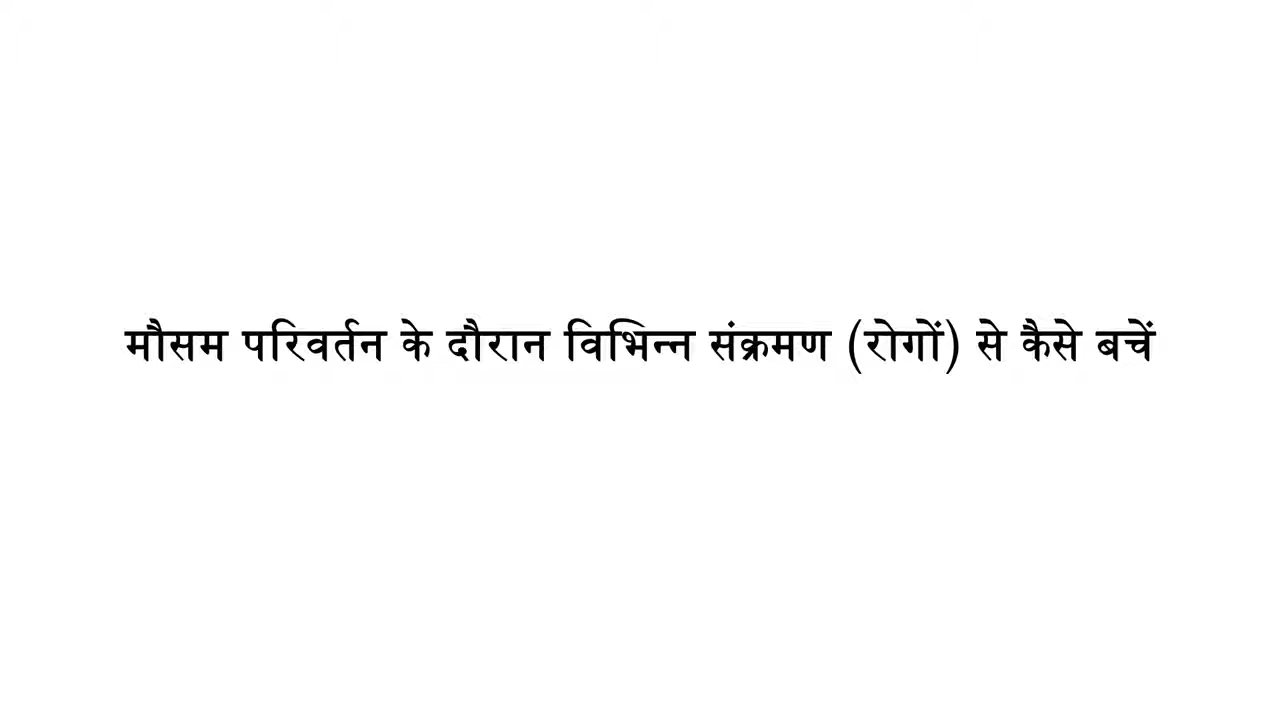 मौसम परिवर्तन के दौरान विभिन्न संक्रमण (रोगों) से कैसे बचें